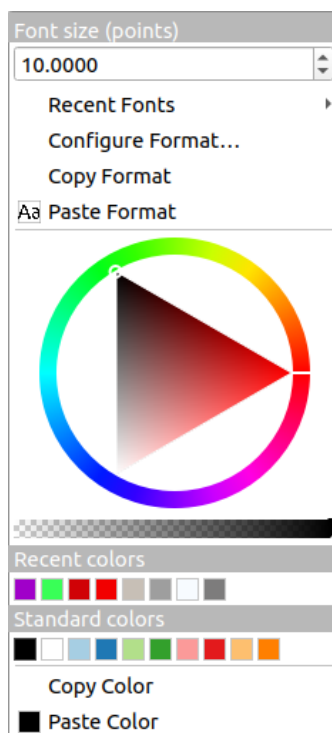 Font size (points)
10.0000
Recent Fonts
Configure Format...
Copy Format
Aa Paste Format
Recent colors
Standard colors
Copy Color
Paste Color